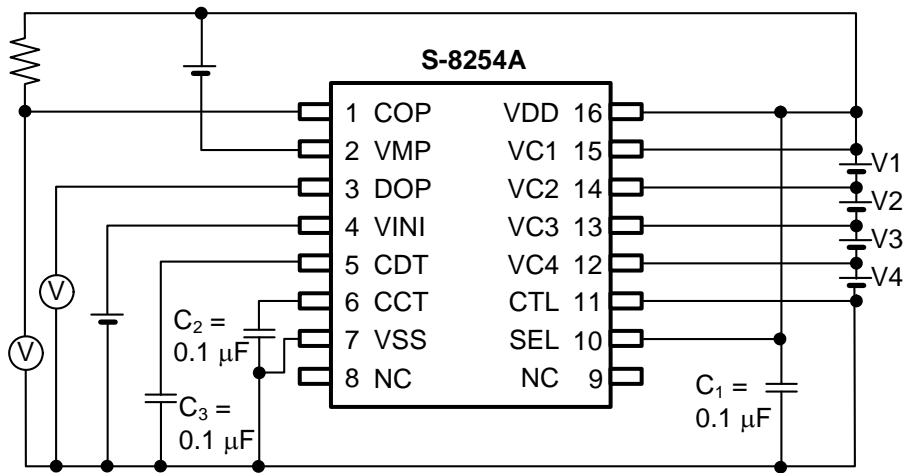 S-8254A
1 COP VDD 16
2 VMP VC1 15
3 DOP VC2 14
4 VINI VC3 13
5 CDT VC4 12
6 CCT CTL 11
7 VSS SEL 10
8 NC NC 9
V1
V2
V3
V4
V
V
C2 =
0.1 μF
C3 =
0.1 μF
C1 =
0.1 μF